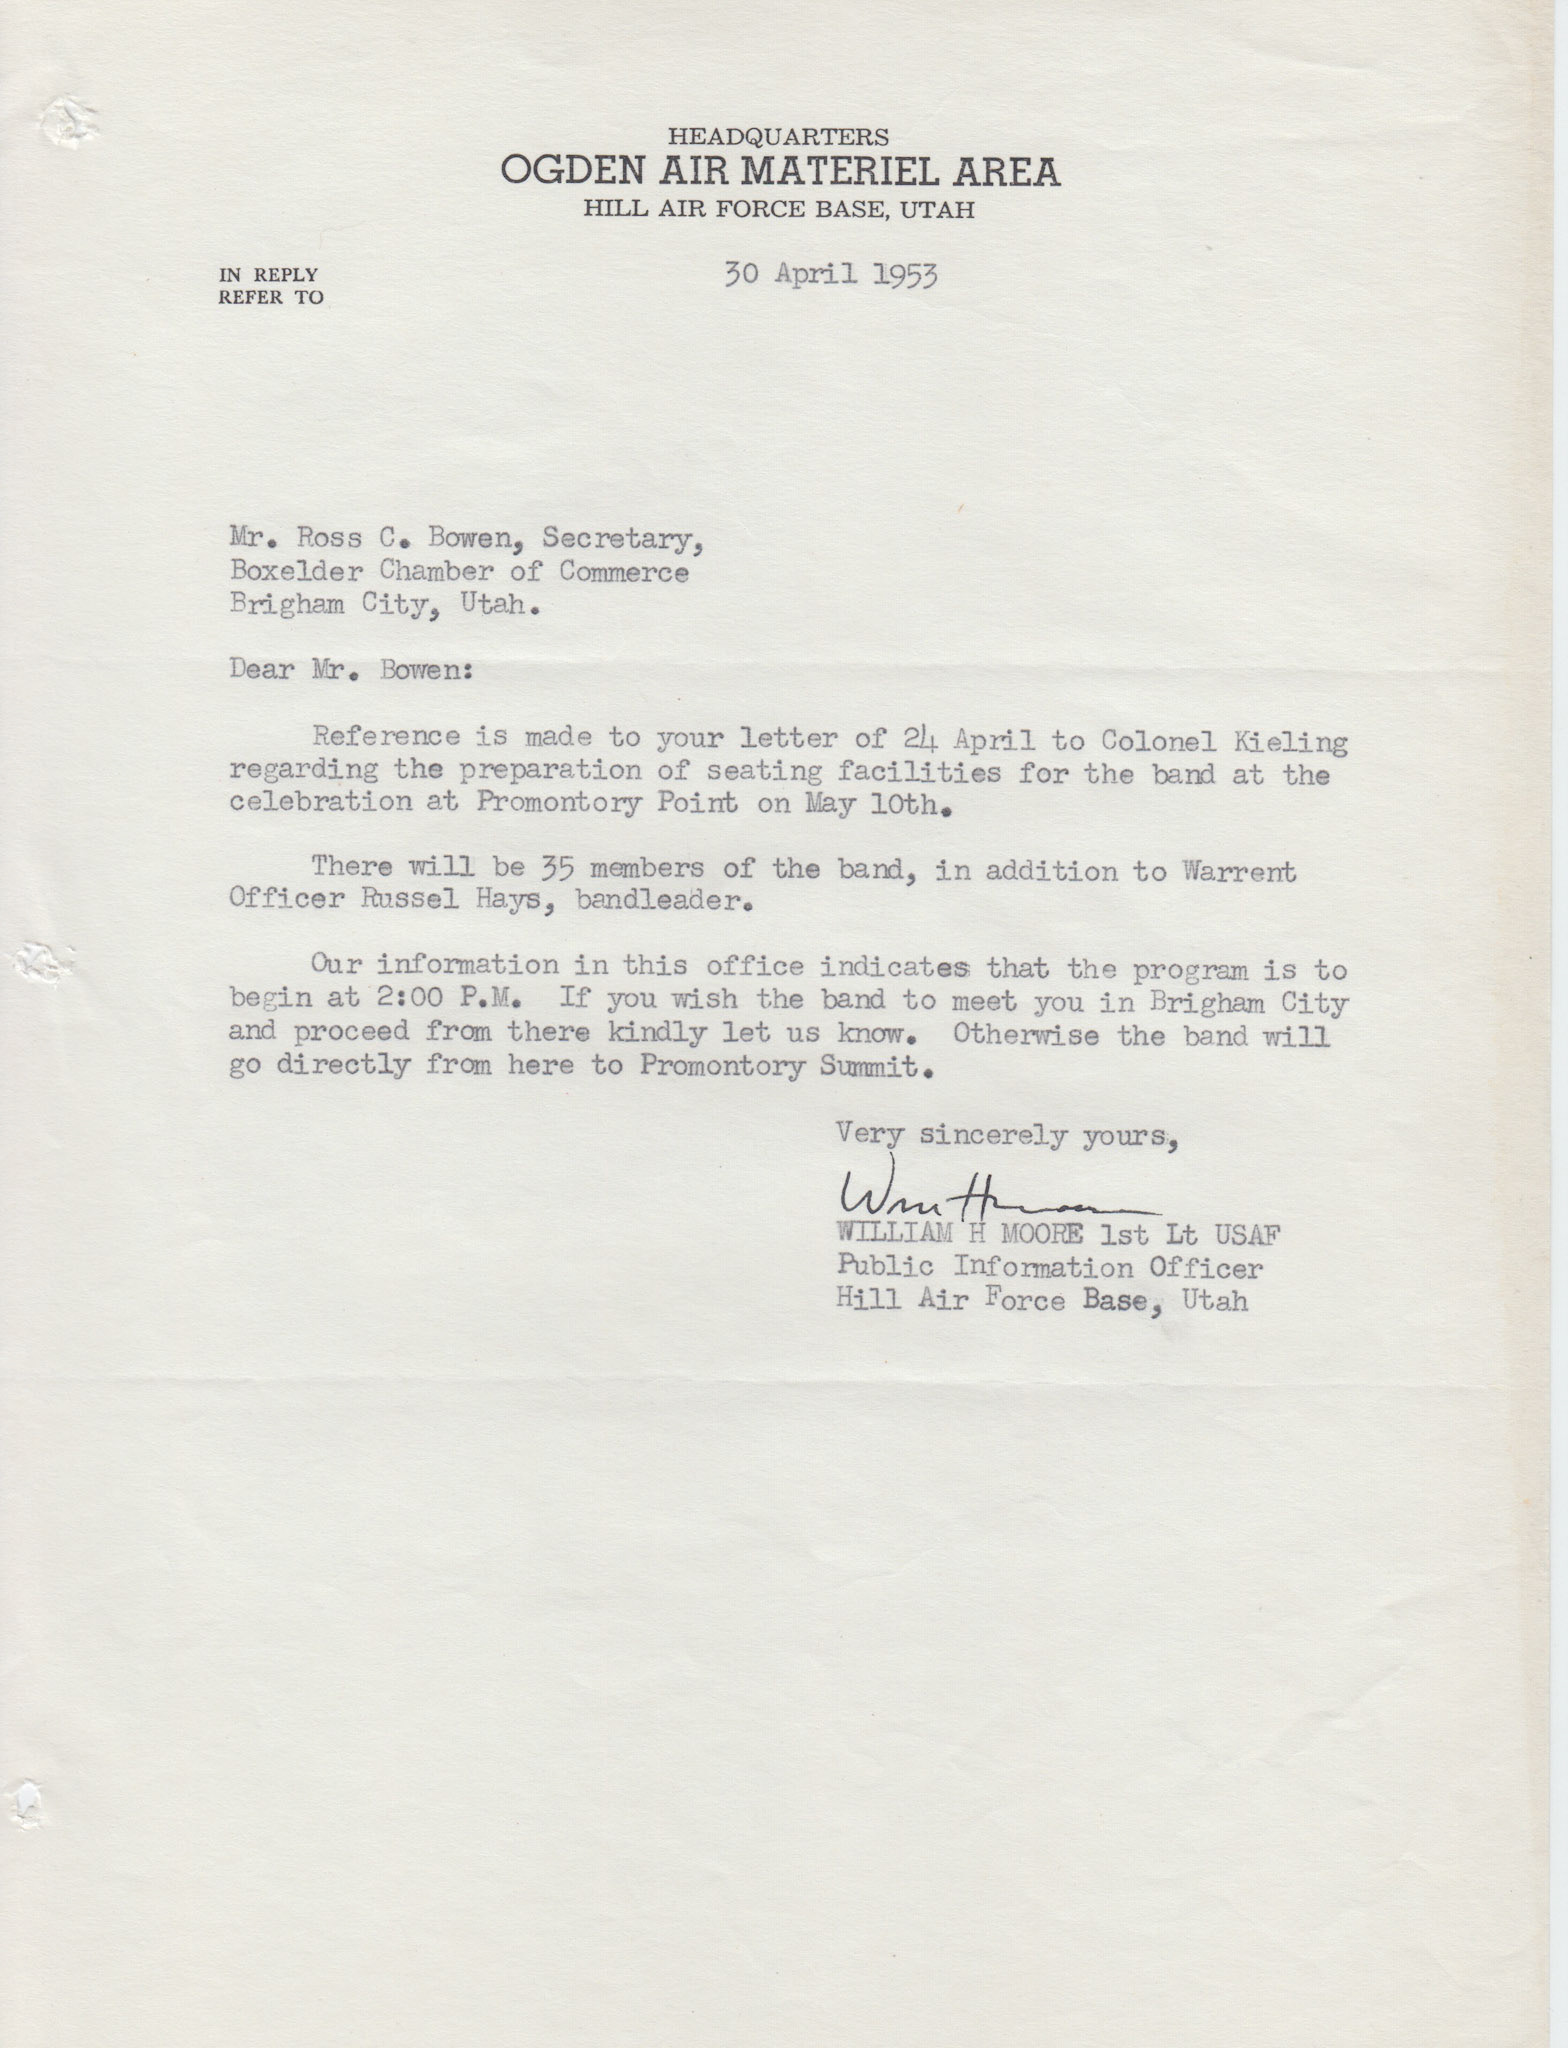 HEADQUARTERS
OGDEN AIR MATERIEL AREA
HILL AIR FORCE BASE, UTAH
IN REPLY
REFER TO
30 April 1953
Mr. Ross C. Bowen, Secretary,
Boxelder Chamber of Commerce
Brigham City, Utah.
Dear Mr. Bowen:
Reference is made to your letter of 24 April to Colonel Kieling
regarding the preparation of seating facilities for the band at the
celebration at Promontory Point on May 10th.
There will be 35 members of the band, in addition to Warrent
Officer Russel Hays, bandleader.
Our information in this office indicates that the program is to
begin at 2:00 P.M. If you wish the band to meet you in Brigham City
and proceed from there kindly let us know. Otherwise the band will
go directly from here to Promontory Summit.
Very sincerely yours,
Wm H Moore
WILLIAM H MOORE 1st Lt USAF
Public Information Officer
Hill Air Force Base, Utah